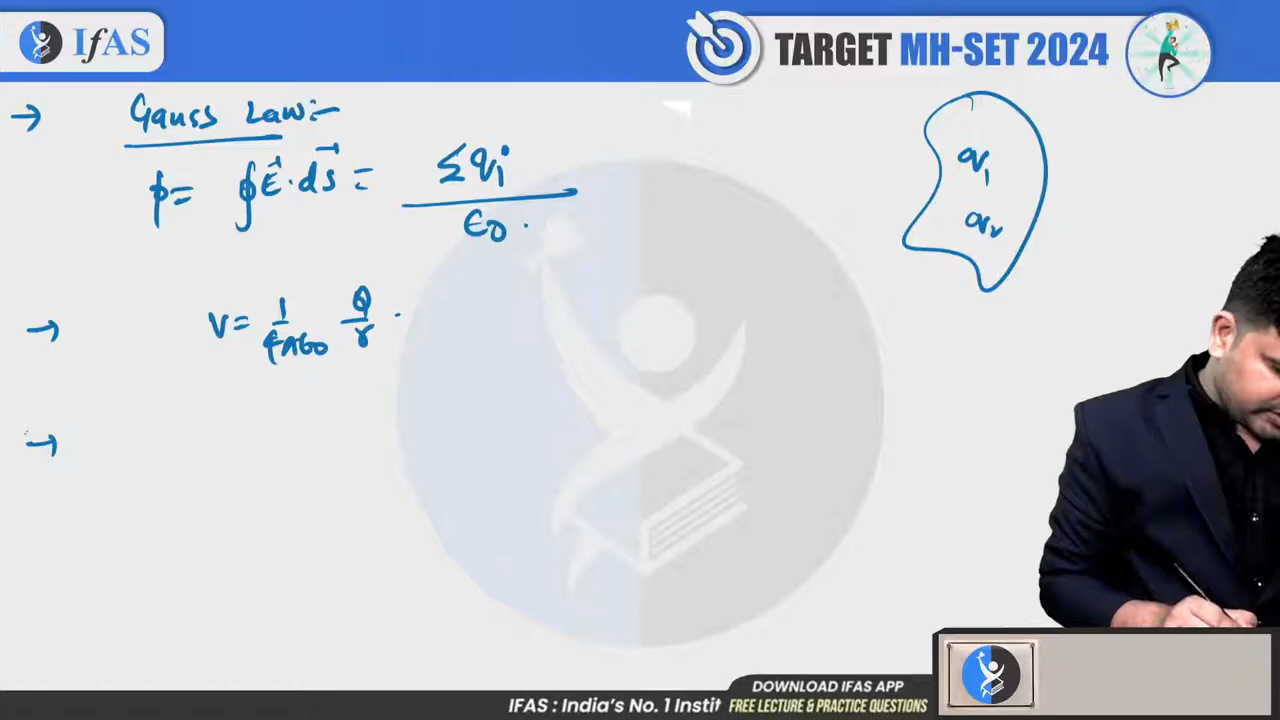 IfAS
TARGET MH-SET 2024
→ Gauss Law:-
φ = ∮E⃗·ds⃗ = Σqi / ε0.
q1
q2
→ V = 1/4πε0 Q/r.
→
DOWNLOAD IFAS APP
IFAS : India's No. 1 Instit FREE LECTURE & PRACTICE QUESTIONS